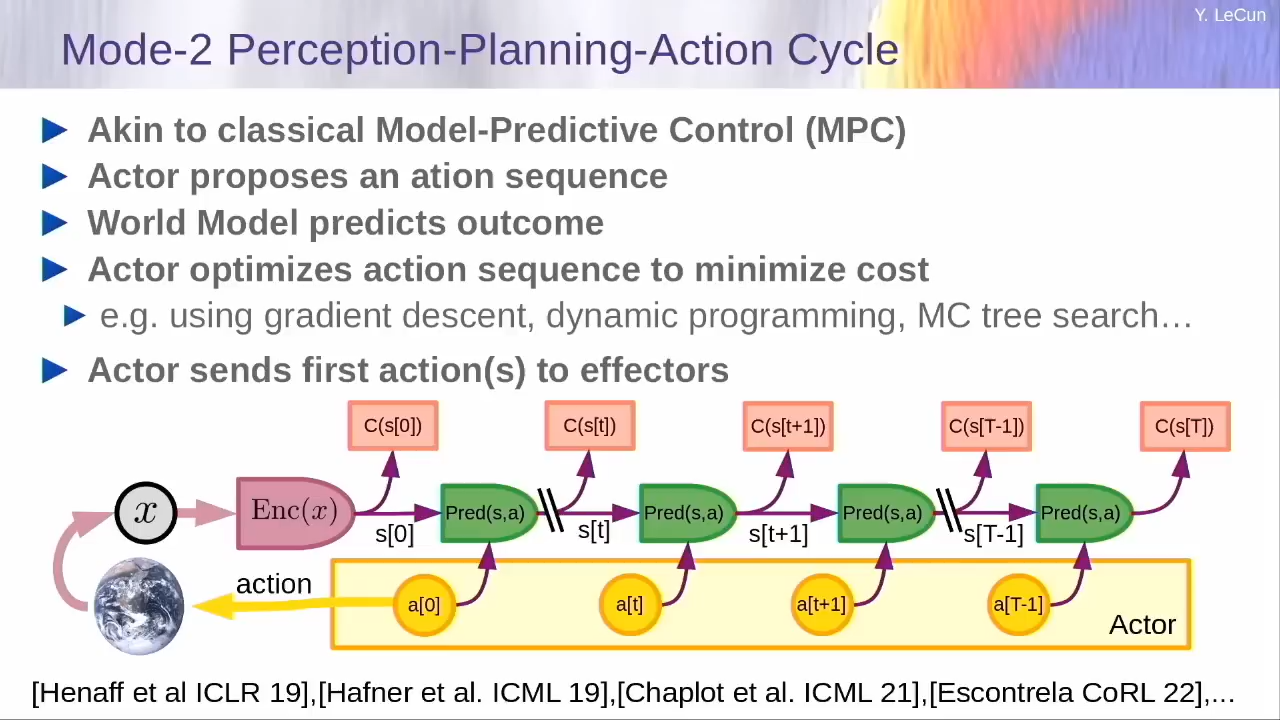 Y. LeCun
Mode-2 Perception-Planning-Action Cycle
Akin to classical Model-Predictive Control (MPC)
Actor proposes an ation sequence
World Model predicts outcome
Actor optimizes action sequence to minimize cost
e.g. using gradient descent, dynamic programming, MC tree search…
Actor sends first action(s) to effectors
C(s[0]) C(s[t]) C(s[t+1]) C(s[T-1]) C(s[T])
x Enc(x) Pred(s,a) Pred(s,a) Pred(s,a) Pred(s,a)
s[0] s[t] s[t+1] s[T-1]
action
a[0] a[t] a[t+1] a[T-1]
Actor
[Henaff et al ICLR 19],[Hafner et al. ICML 19],[Chaplot et al. ICML 21],[Escontrela CoRL 22],...